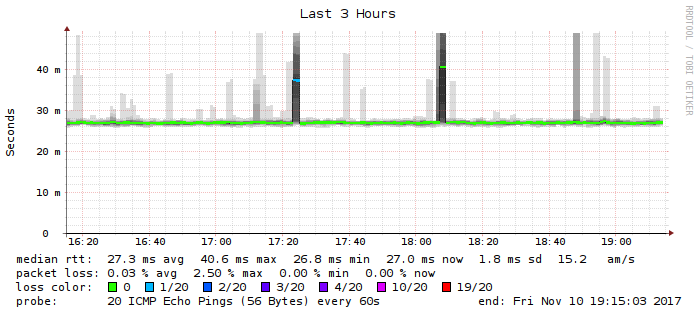 Last 3 Hours
RRDTOOL / TOBI OETIKER
Seconds
40 m
30 m
20 m
10 m
0
16:20 16:40 17:00 17:20 17:40 18:00 18:20 18:40 19:00
median rtt: 27.3 ms avg 40.6 ms max 26.8 ms min 27.0 ms now 1.8 ms sd 15.2 am/s
packet loss: 0.03 % avg 2.50 % max 0.00 % min 0.00 % now
loss color: 0 1/20 2/20 3/20 4/20 10/20 19/20
probe: 20 ICMP Echo Pings (56 Bytes) every 60s end: Fri Nov 10 19:15:03 2017